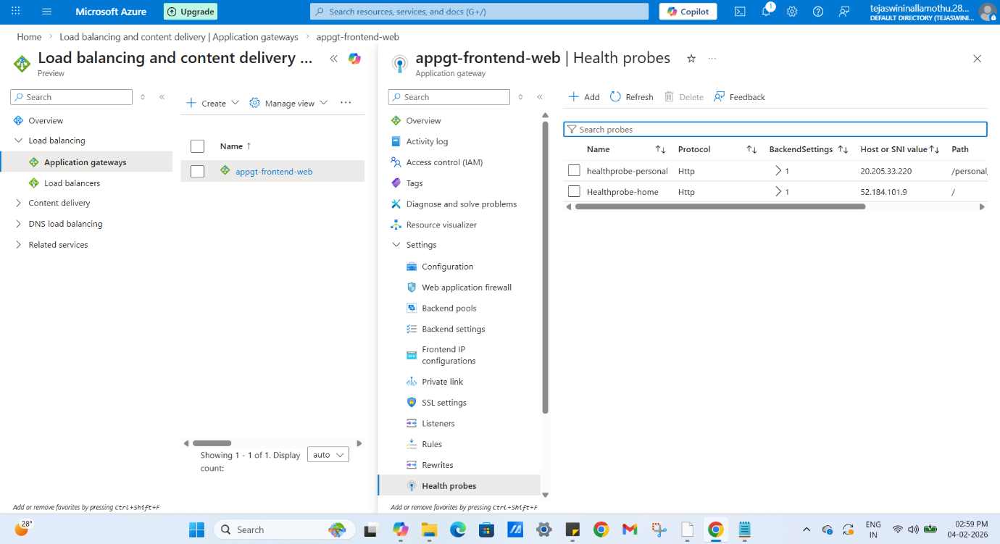 Microsoft Azure
Upgrade
Search resources, services, and docs (G+/)
Copilot
1
tejaswininallamothu.28...
DEFAULT DIRECTORY (TEJASWINI...
Home > Load balancing and content delivery | Application gateways > appgt-frontend-web
Load balancing and content delivery ...
Preview
Search
Overview
Load balancing
Application gateways
Load balancers
Content delivery
DNS load balancing
Related services
Add or remove favorites by pressing Ctrl+Shift+F
Create
Manage view
...
Name ↑
appgt-frontend-web
Showing 1 - 1 of 1. Display
count:
auto
appgt-frontend-web | Health probes
Application gateway
Search
Overview
Activity log
Access control (IAM)
Tags
Diagnose and solve problems
Resource visualizer
Settings
Configuration
Web application firewall
Backend pools
Backend settings
Frontend IP
configurations
Private link
SSL settings
Listeners
Rules
Rewrites
Health probes
Add or remove favorites by pressing Ctrl+Shift+F
Add
Refresh
Delete
Feedback
Search probes
Name Protocol BackendSettings Host or SNI value Path
healthprobe-personal Http 1 20.205.33.220 /personal
Healthprobe-home Http 1 52.184.101.9 /
28°
Search
ENG
IN
02:59 PM
04-02-2026